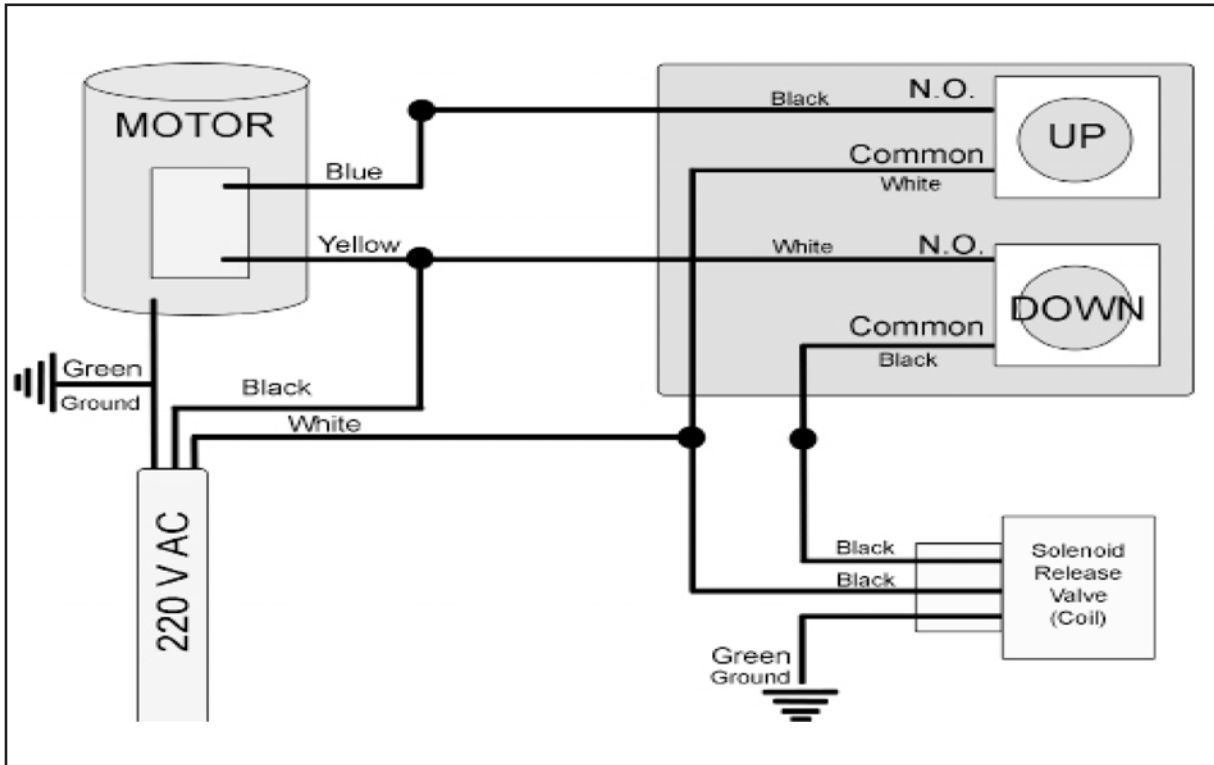 MOTOR
Blue
Yellow
Black
N.O.
UP
Common
White
White
N.O.
DOWN
Common
Black
Green
Ground
Black
White
220 V AC
Black
Black
Solenoid
Release
Valve
(Coil)
Green
Ground